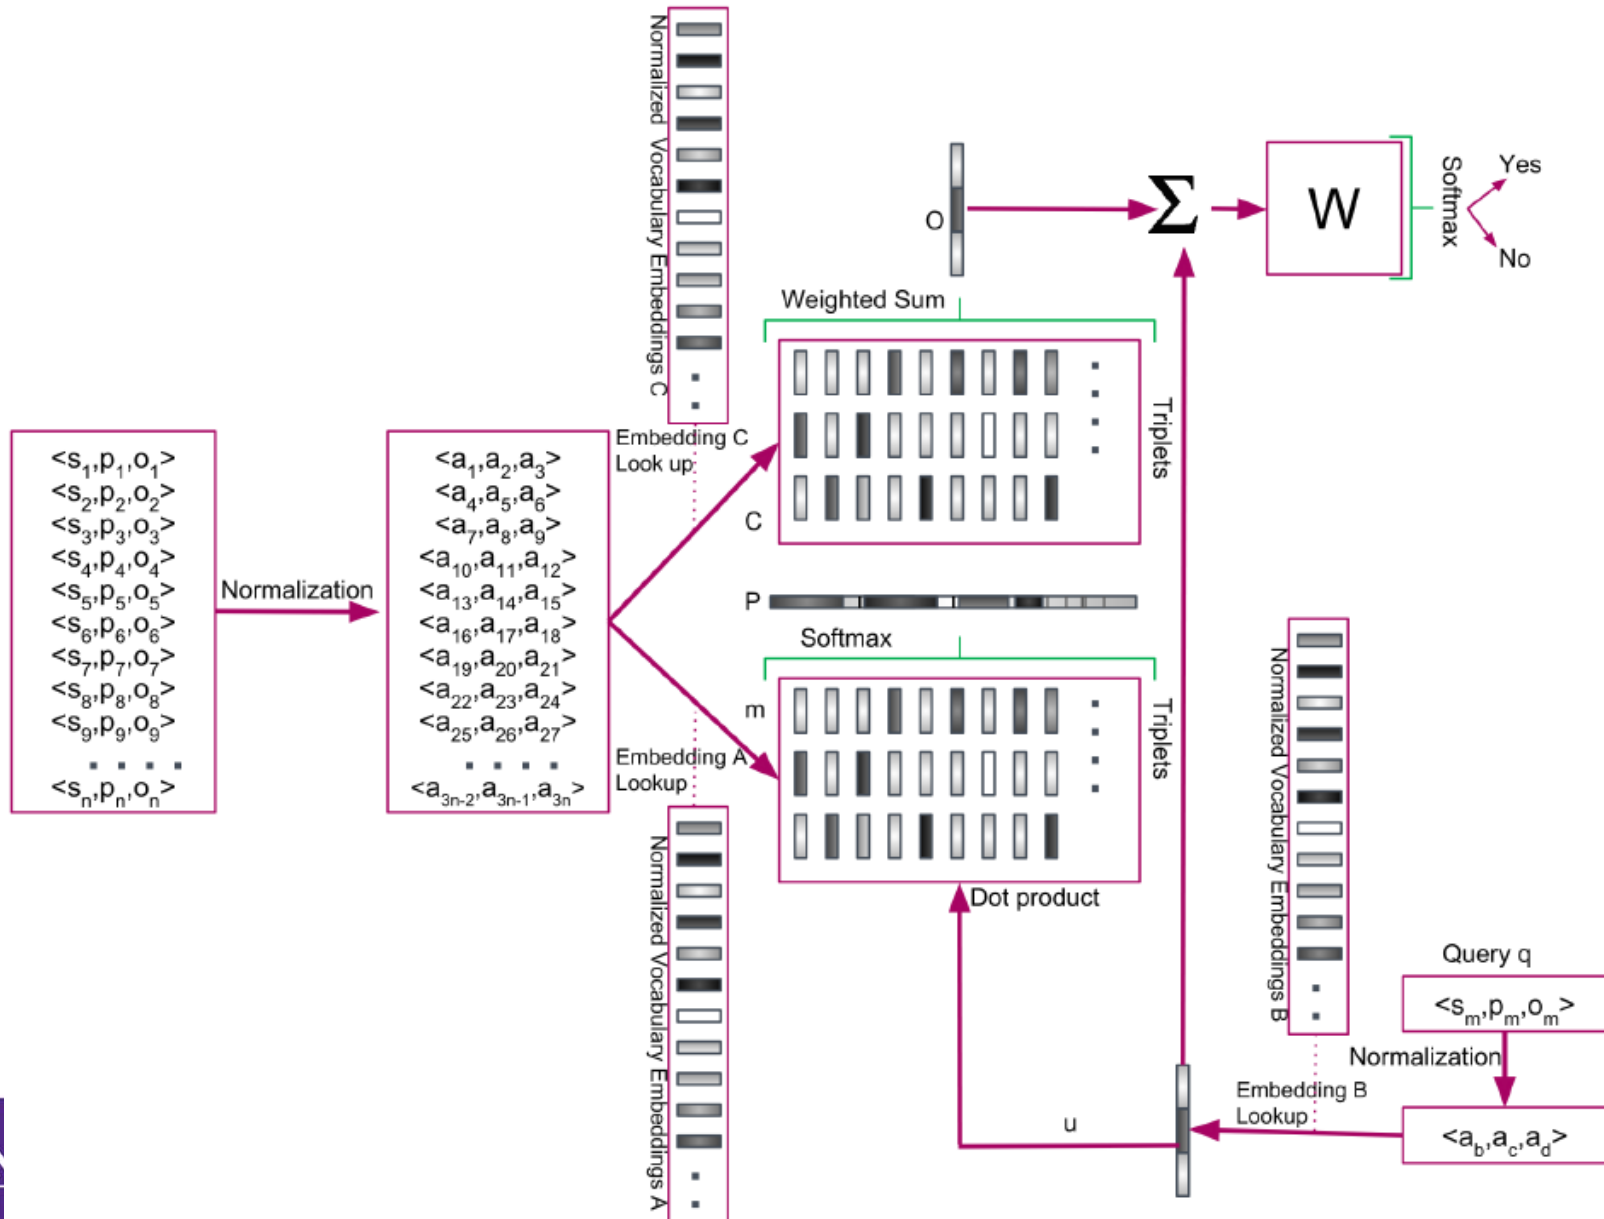 Normalized Vocabulary Embeddings C
O
Σ
W
Softmax
Yes
No
Weighted Sum
Triplets
C
Embedding C
Look up
<s1,p1,o1>
<s2,p2,o2>
<s3,p3,o3>
<s4,p4,o4>
<s5,p5,o5>
<s6,p6,o6>
<s7,p7,o7>
<s8,p8,o8>
<s9,p9,o9>
<sn,pn,on>
Normalization
<a1,a2,a3>
<a4,a5,a6>
<a7,a8,a9>
<a10,a11,a12>
<a13,a14,a15>
<a16,a17,a18>
<a19,a20,a21>
<a22,a23,a24>
<a25,a26,a27>
<a3n-2,a3n-1,a3n>
P
Softmax
m
Triplets
Embedding A
Lookup
Dot product
Normalized Vocabulary Embeddings A
Normalized Vocabulary Embeddings B
Query q
<sm,pm,om>
Normalization
Embedding B
Lookup
<ab,ac,ad>
u